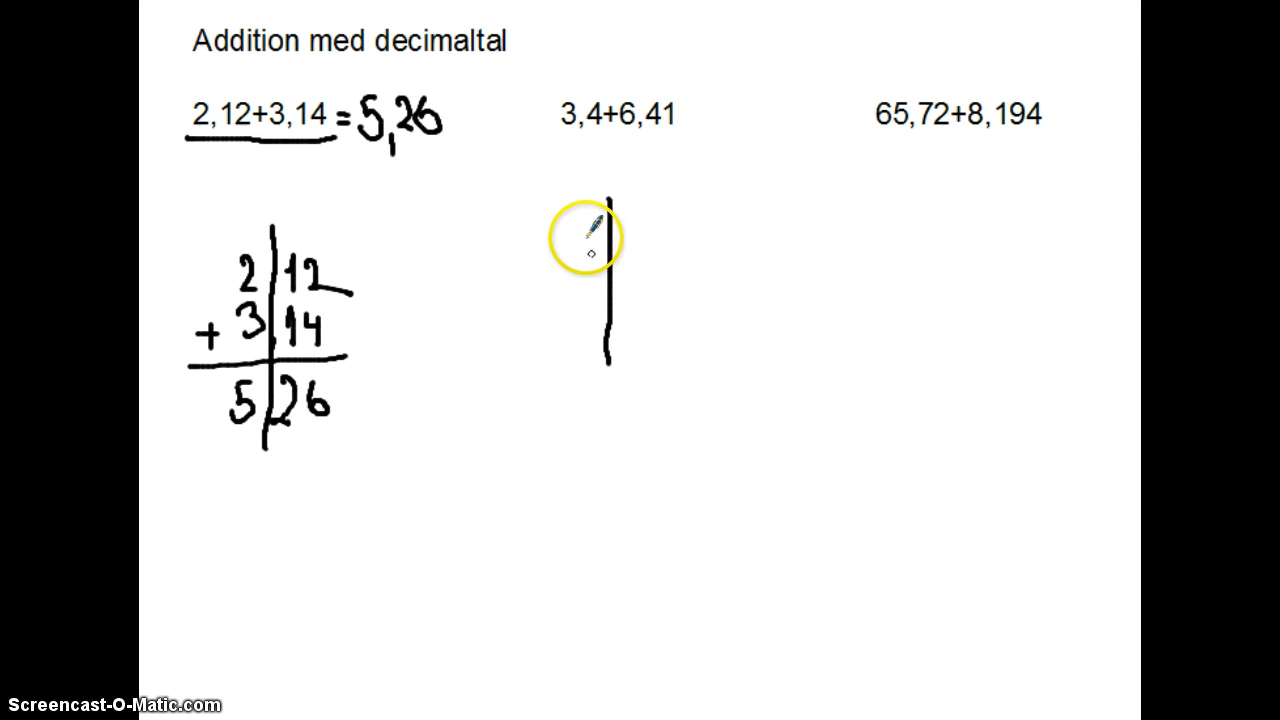 Addition med decimaltal
2,12+3,14 = 5,26
3,4+6,41
65,72+8,194
2 12
+ 3,14
5,26
Screencast-O-Matic.com